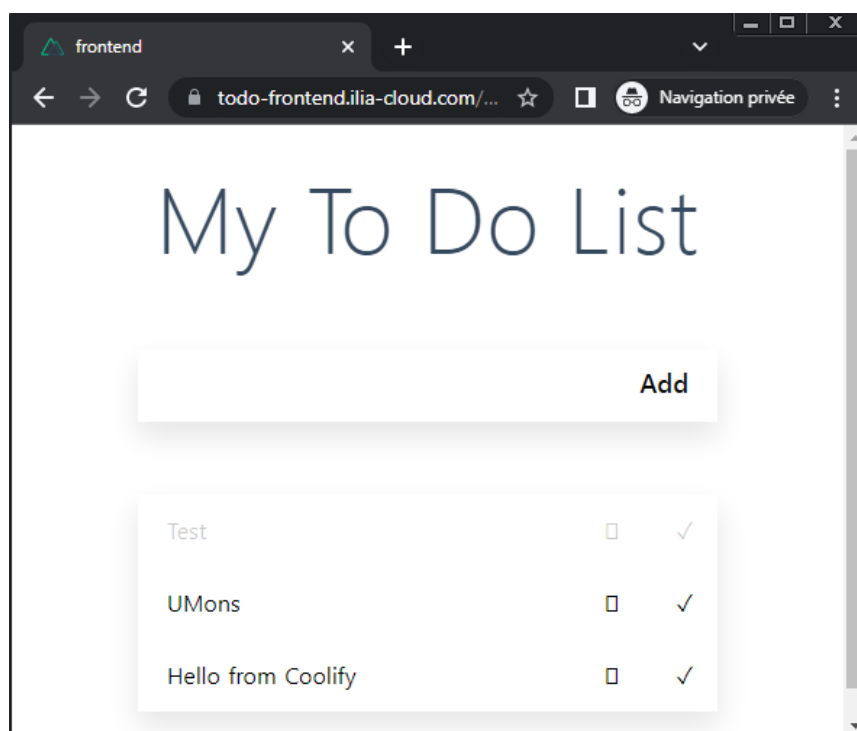 frontend
todo-frontend.ilia-cloud.com/...
Navigation privée
My To Do List
Add
Test ✓
UMons ✓
Hello from Coolify ✓